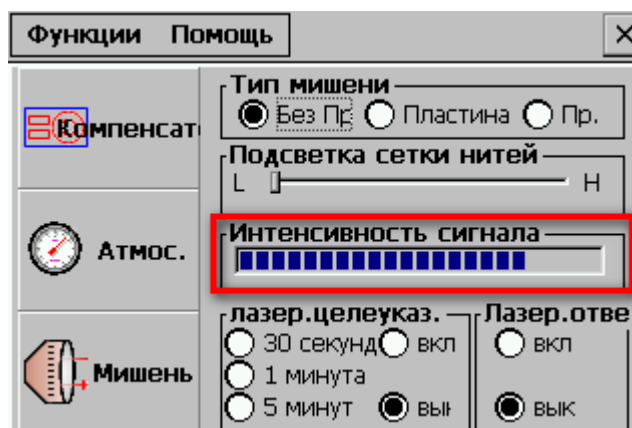 Функции Помощь
Компенсат
Атмос.
Мишень
Тип мишени
Без Пр Пластина Пр.
Подсветка сетки нитей
L H
Интенсивность сигнала
лазер.целеуказ.
30 секунд вкл
1 минута
5 минут вык
Лазер.отве
вкл
вык